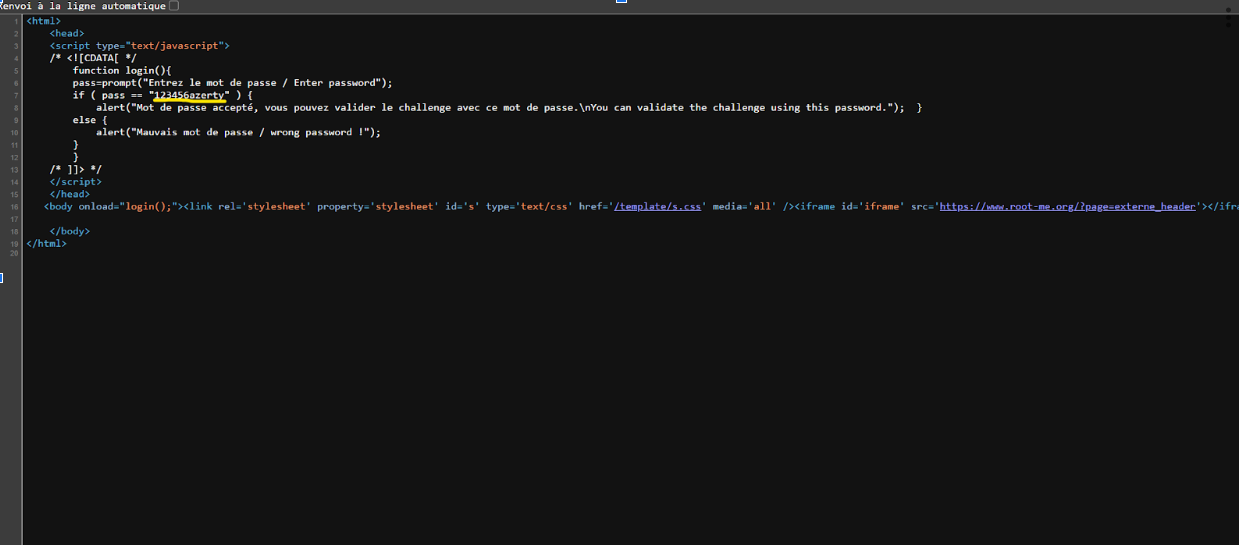 Renvoi à la ligne automatique
1 <html>
2 <head>
3 <script type="text/javascript">
4 /* <![CDATA[ */
5 function login(){
6 pass=prompt("Entrez le mot de passe / Enter password");
7 if ( pass == "123456azerty" ) {
8 alert("Mot de passe accepté, vous pouvez valider le challenge avec ce mot de passe.\nYou can validate the challenge using this password."); }
9 else {
10 alert("Mauvais mot de passe / wrong password !");
11 }
12 }
13 /* ]]> */
14 </script>
15 </head>
16 <body onload="login();"><link rel='stylesheet' property='stylesheet' id='s' type='text/css' href='/template/s.css' media='all' /><iframe id='iframe' src='https://www.root-me.org/?page=externe_header'></ifra
17
18 </body>
19 </html>
20